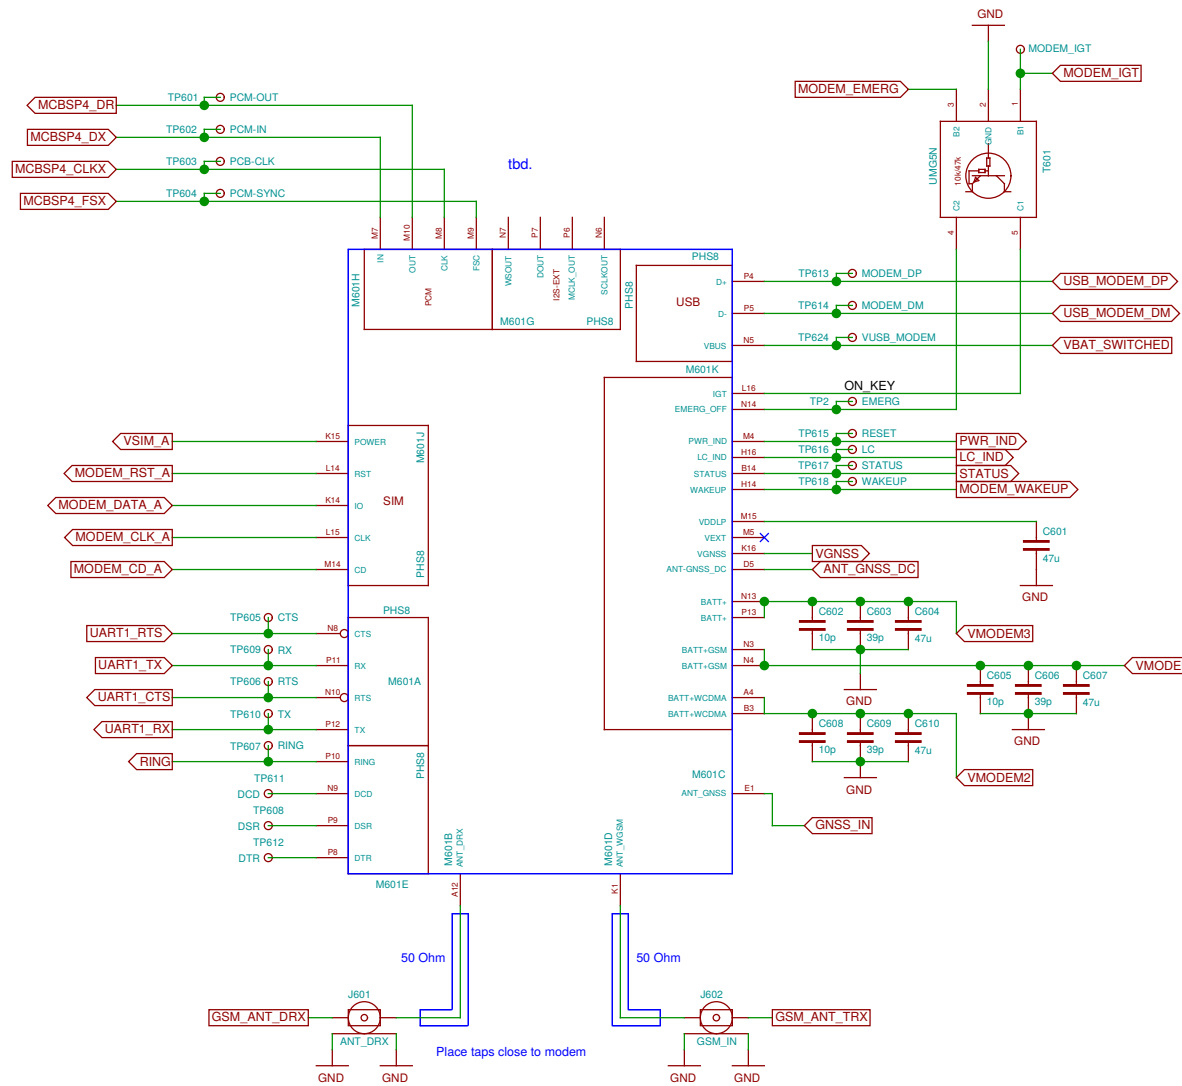 GND
MODEM_IGT
MODEM_IGT
MODEM_EMERG
3
2
1
B2
GND
B1
UMG5N
10k/47k
T601
C2
C1
4
5
MCBSP4_DR
TP601
PCM-OUT
MCBSP4_DX
TP602
PCM-IN
MCBSP4_CLKX
TP603
PCB-CLK
MCBSP4_FSX
TP604
PCM-SYNC
tbd.
M7
M10
M8
M9
N7
P7
P6
N6
IN
OUT
CLK
FSC
WSOUT
DOUT
I2S-EXT
MCLK_OUT
SCLKOUT
M601H
PCM
M601G
PHS8
PHS8
PHS8
USB
D+
P4
TP613
MODEM_DP
USB_MODEM_DP
D-
P5
TP614
MODEM_DM
USB_MODEM_DM
VBUS
N5
TP624
VUSB_MODEM
VBAT_SWITCHED
M601K
IGT
L16
ON_KEY
EMERG_OFF
N14
TP2
EMERG
PWR_IND
M4
TP615
RESET
PWR_IND
LC_IND
H16
TP616
LC
LC_IND
STATUS
B14
TP617
STATUS
STATUS
WAKEUP
H14
TP618
WAKEUP
MODEM_WAKEUP
VDDLP
M15
C601
47u
GND
VEXT
M5
VGNSS
K16
VGNSS
ANT-GNSS_DC
D5
ANT_GNSS_DC
BATT+
N13
BATT+
P13
C602
10p
C603
39p
C604
47u
VMODEM3
GND
BATT+GSM
N3
BATT+GSM
N4
VMODE
C605
10p
C606
39p
C607
47u
GND
BATT+WCDMA
A4
BATT+WCDMA
B3
C608
10p
C609
39p
C610
47u
VMODEM2
GND
M601C
ANT_GNSS
E1
GNSS_IN
VSIM_A
K15
POWER
MODEM_RST_A
L14
RST
MODEM_DATA_A
K14
IO
MODEM_CLK_A
L15
CLK
MODEM_CD_A
M14
CD
M601J
SIM
PHS8
PHS8
UART1_RTS
TP605
CTS
N8
CTS
UART1_TX
TP609
RX
P11
RX
UART1_CTS
TP606
RTS
N10
RTS
M601A
UART1_RX
TP610
TX
P12
TX
RING
TP607
RING
P10
RING
PHS8
TP611
DCD
N9
DCD
TP608
DSR
P9
DSR
TP612
DTR
P8
DTR
M601E
M601B
ANT_DRX
A12
M601D
ANT_WGSM
K1
50 Ohm
50 Ohm
GSM_ANT_DRX
J601
ANT_DRX
GND
GND
Place taps close to modem
J602
GSM_IN
GSM_ANT_TRX
GND
GND